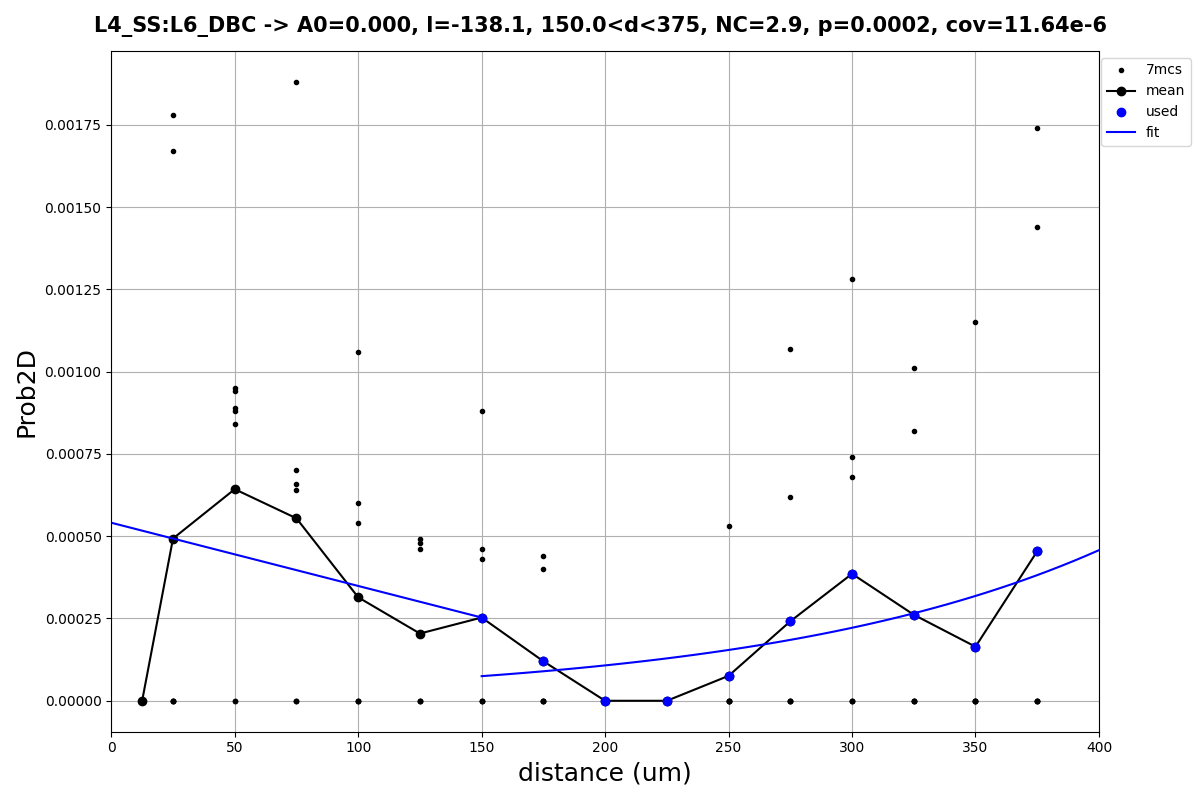 L4_SS:L6_DBC -> A0=0.000, l=-138.1, 150.0<d<375, NC=2.9, p=0.0002, cov=11.64e-6
7mcs
mean
used
fit
0.00175
0.00150
0.00125
0.00100
0.00075
0.00050
0.00025
0.00000
Prob2D
0 50 100 150 200 250 300 350 400
distance (um)